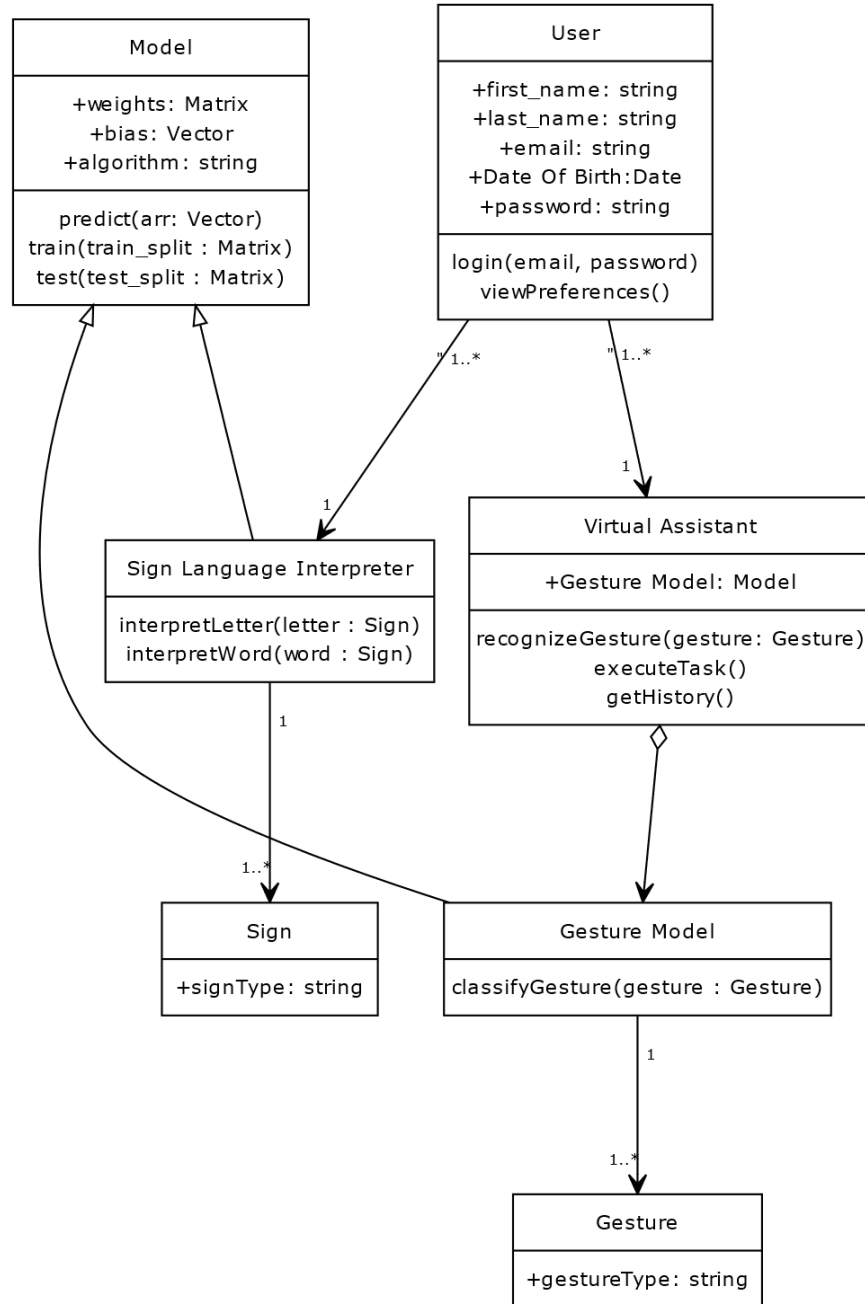 Model
+weights: Matrix
+bias: Vector
+algorithm: string
predict(arr: Vector)
train(train_split : Matrix)
test(test_split : Matrix)
User
+first_name: string
+last_name: string
+email: string
+Date Of Birth:Date
+password: string
login(email, password)
viewPreferences()
" 1..*
" 1..*
1
1
Sign Language Interpreter
interpretLetter(letter : Sign)
interpretWord(word : Sign)
Virtual Assistant
+Gesture Model: Model
recognizeGesture(gesture: Gesture)
executeTask()
getHistory()
1
1..*
Sign
+signType: string
Gesture Model
classifyGesture(gesture : Gesture)
1
1..*
Gesture
+gestureType: string